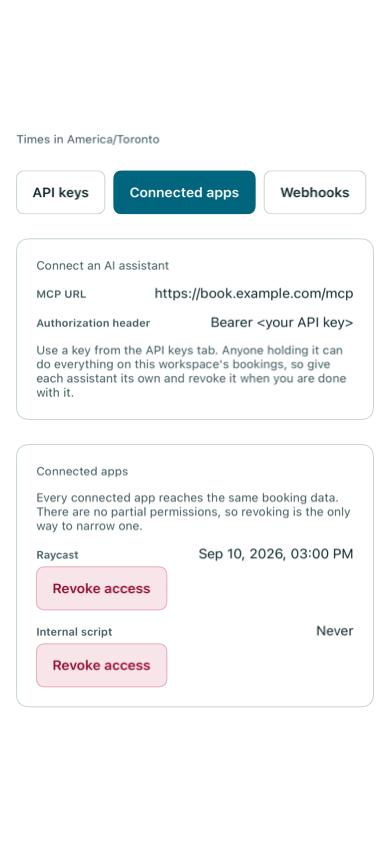 Times in America/Toronto
API keys
Connected apps
Webhooks
Connect an AI assistant
MCP URL https://book.example.com/mcp
Authorization header Bearer <your API key>
Use a key from the API keys tab. Anyone holding it can
do everything on this workspace's bookings, so give
each assistant its own and revoke it when you are done
with it.
Connected apps
Every connected app reaches the same booking data.
There are no partial permissions, so revoking is the only
way to narrow one.
Raycast Sep 10, 2026, 03:00 PM
Revoke access
Internal script Never
Revoke access